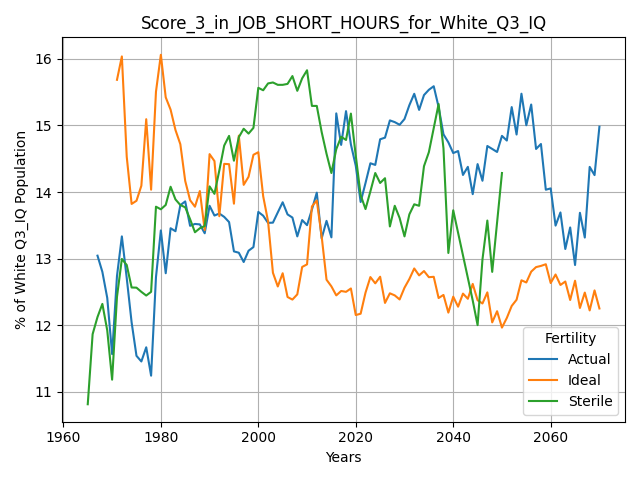 Score_3_in_JOB_SHORT_HOURS_for_White_Q3_IQ
% of White Q3_IQ Population
16
15
14
13
12
11
1960
1980
2000
2020
2040
2060
Years
Fertility
Actual
Ideal
Sterile